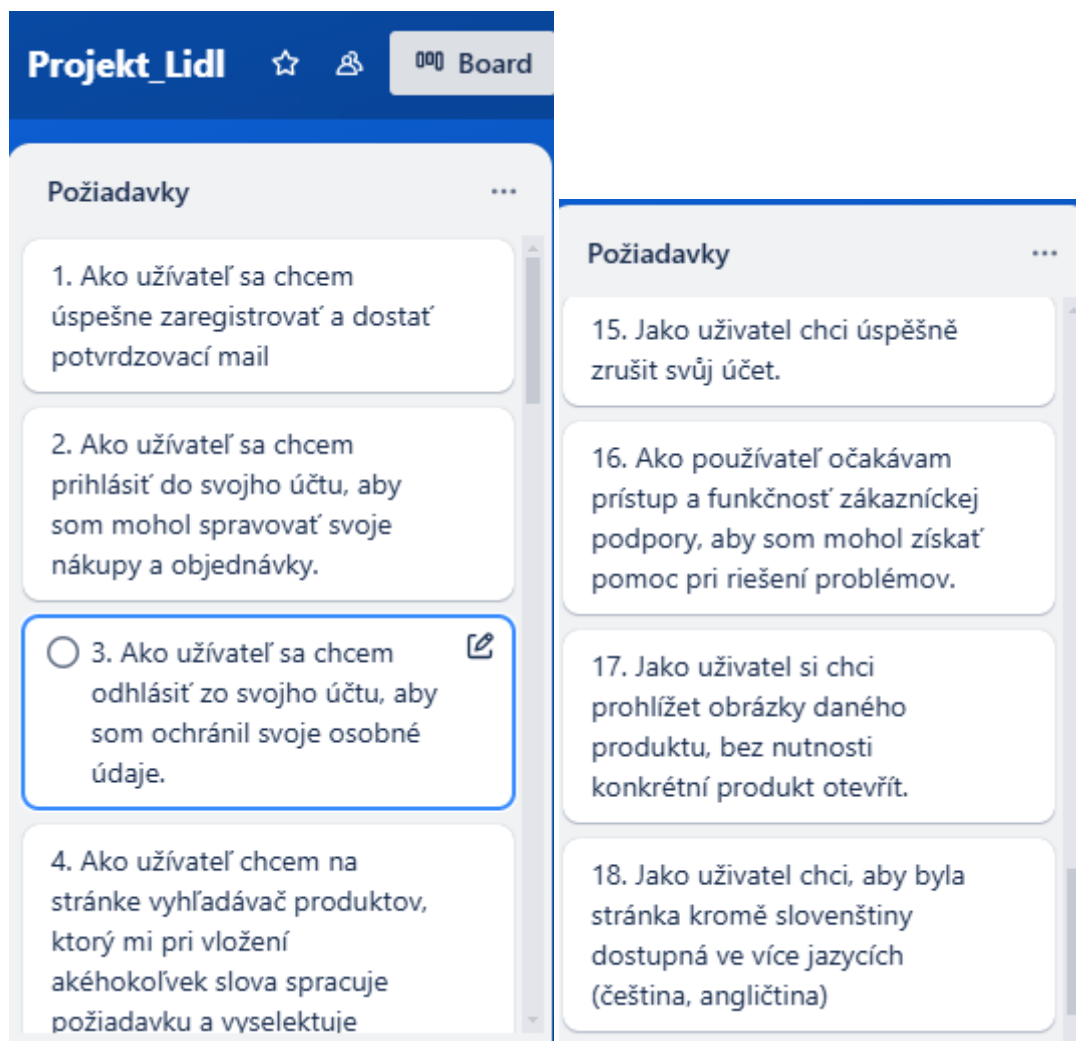 Projekt_Lidl
Board
Požiadavky
1. Ako užívateľ sa chcem
úspešne zaregistrovať a dostať
potvrdzovací mail
2. Ako užívateľ sa chcem
prihlásiť do svojho účtu, aby
som mohol spravovať svoje
nákupy a objednávky.
3. Ako užívateľ sa chcem
odhlásiť zo svojho účtu, aby
som ochránil svoje osobné
údaje.
4. Ako užívateľ chcem na
stránke vyhľadávač produktov,
ktorý mi pri vložení
akéhokoľvek slova spracuje
požiadavku a vyselektuje
Požiadavky
15. Jako uživatel chci úspěšně
zrušit svůj účet.
16. Ako používateľ očakávam
prístup a funkčnosť zákazníckej
podpory, aby som mohol získať
pomoc pri riešení problémov.
17. Jako uživatel si chci
prohlížet obrázky daného
produktu, bez nutnosti
konkrétní produkt otevřít.
18. Jako uživatel chci, aby byla
stránka kromě slovenštiny
dostupná ve více jazycích
(čeština, angličtina)